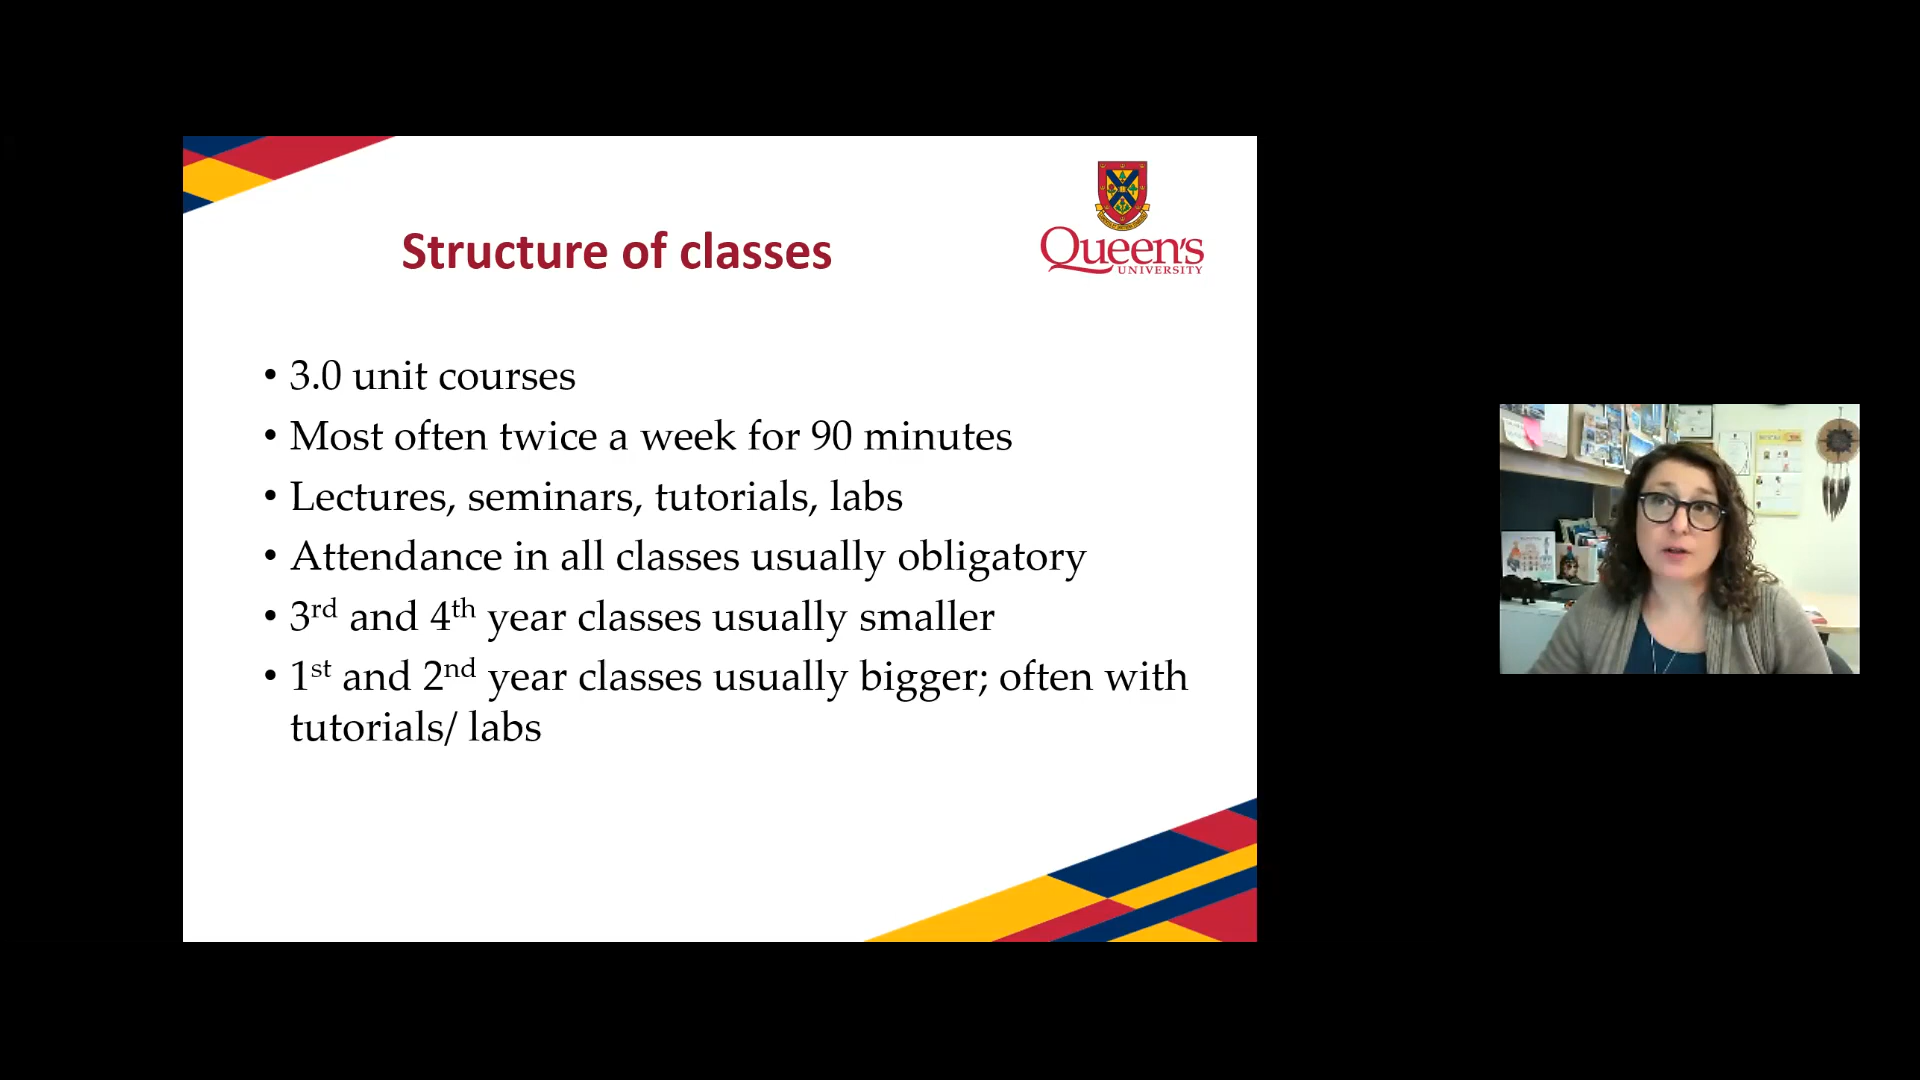 Queen's
UNIVERSITY
Structure of classes
• 3.0 unit courses
• Most often twice a week for 90 minutes
• Lectures, seminars, tutorials, labs
• Attendance in all classes usually obligatory
• 3rd and 4th year classes usually smaller
• 1st and 2nd year classes usually bigger; often with
tutorials/ labs